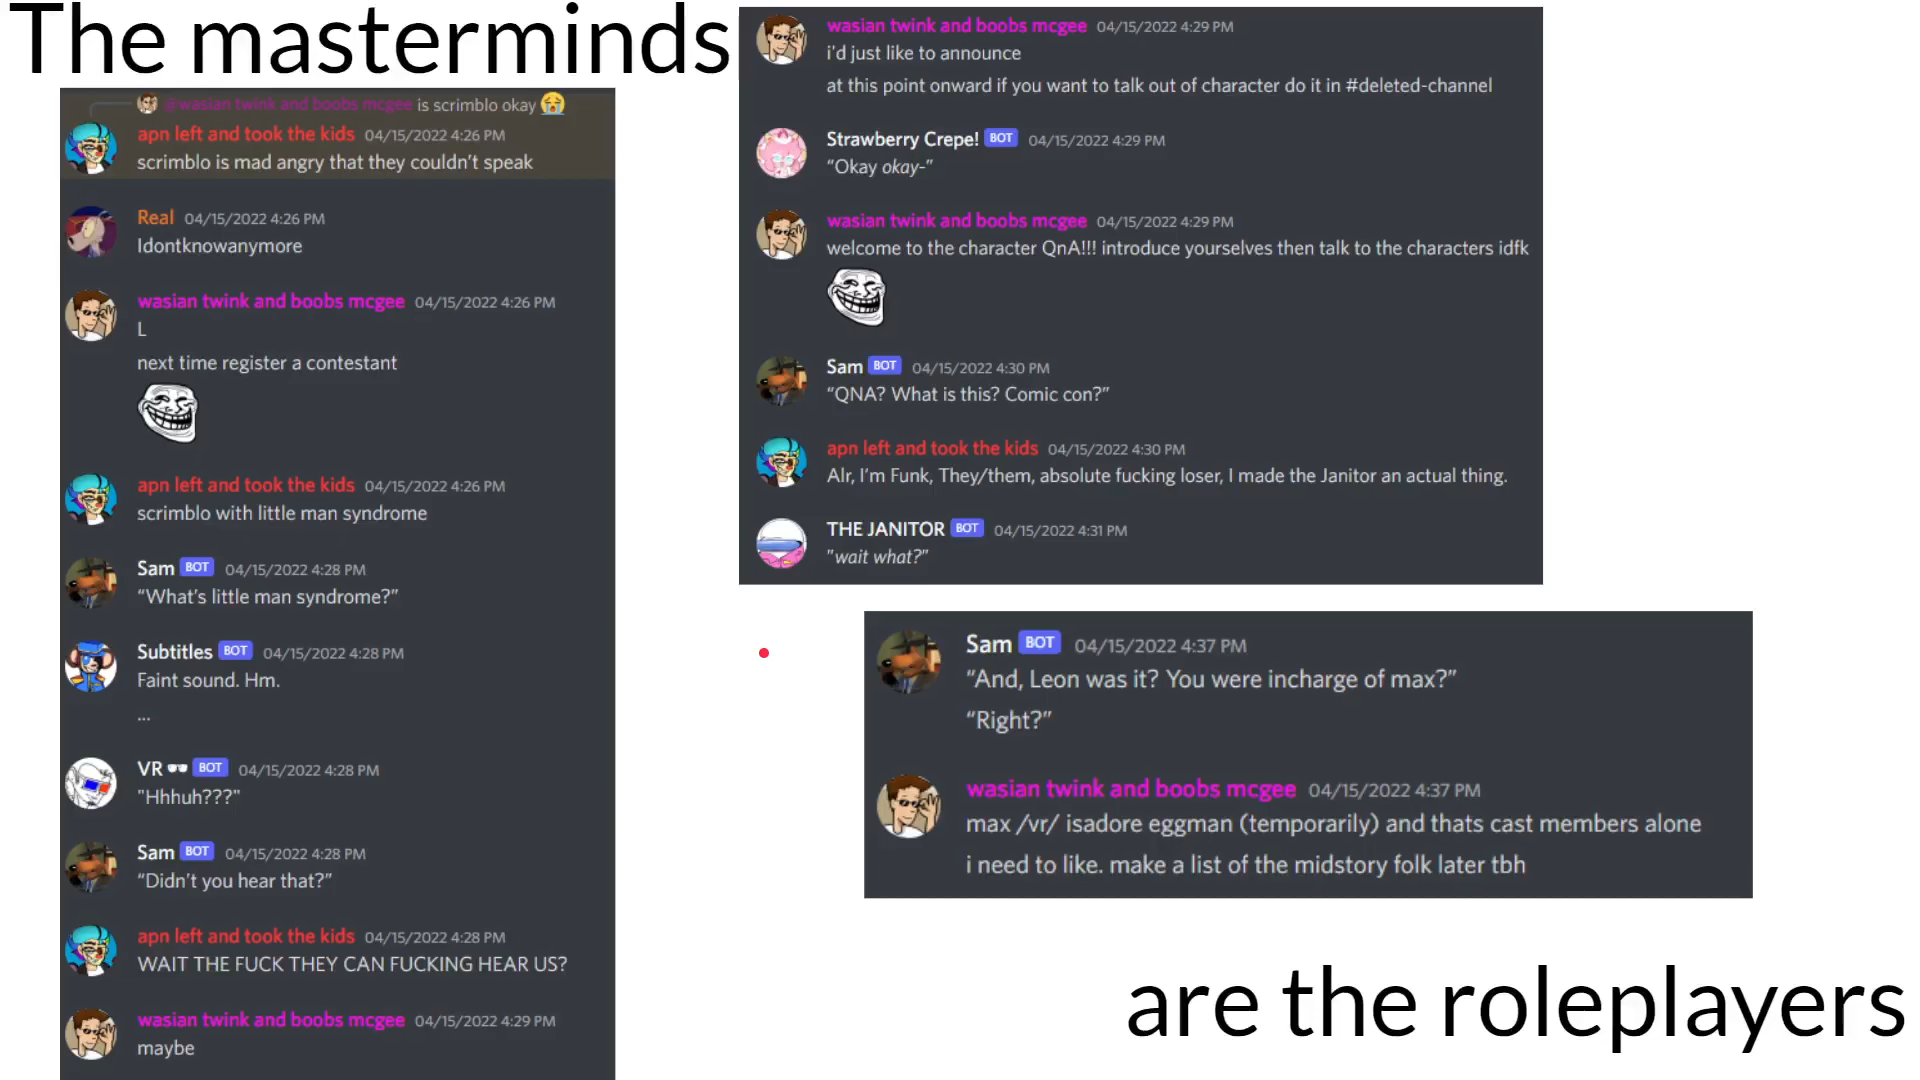 The masterminds
@wasian twink and boobs mcgee is scrimblo okay 😭
apn left and took the kids 04/15/2022 4:26 PM
scrimblo is mad angry that they couldn't speak
Real 04/15/2022 4:26 PM
Idontknowanymore
wasian twink and boobs mcgee 04/15/2022 4:26 PM
L
next time register a contestant
apn left and took the kids 04/15/2022 4:26 PM
scrimblo with little man syndrome
Sam BOT 04/15/2022 4:28 PM
“What's little man syndrome?”
Subtitles BOT 04/15/2022 4:28 PM
Faint sound. Hm.
...
VR 🕶 BOT 04/15/2022 4:28 PM
"Hhhuh???"
Sam BOT 04/15/2022 4:28 PM
“Didn't you hear that?”
apn left and took the kids 04/15/2022 4:28 PM
WAIT THE FUCK THEY CAN FUCKING HEAR US?
wasian twink and boobs mcgee 04/15/2022 4:29 PM
maybe
wasian twink and boobs mcgee 04/15/2022 4:29 PM
i'd just like to announce
at this point onward if you want to talk out of character do it in #deleted-channel
Strawberry Crepe! BOT 04/15/2022 4:29 PM
“Okay okay-”
wasian twink and boobs mcgee 04/15/2022 4:29 PM
welcome to the character QnA!!! introduce yourselves then talk to the characters idfk
Sam BOT 04/15/2022 4:30 PM
“QNA? What is this? Comic con?”
apn left and took the kids 04/15/2022 4:30 PM
Alr, I'm Funk, They/them, absolute fucking loser, I made the Janitor an actual thing.
THE JANITOR BOT 04/15/2022 4:31 PM
"wait what?"
Sam BOT 04/15/2022 4:37 PM
“And, Leon was it? You were incharge of max?”
“Right?”
wasian twink and boobs mcgee 04/15/2022 4:37 PM
max /vr/ isadore eggman (temporarily) and thats cast members alone
i need to like. make a list of the midstory folk later tbh
are the roleplayers